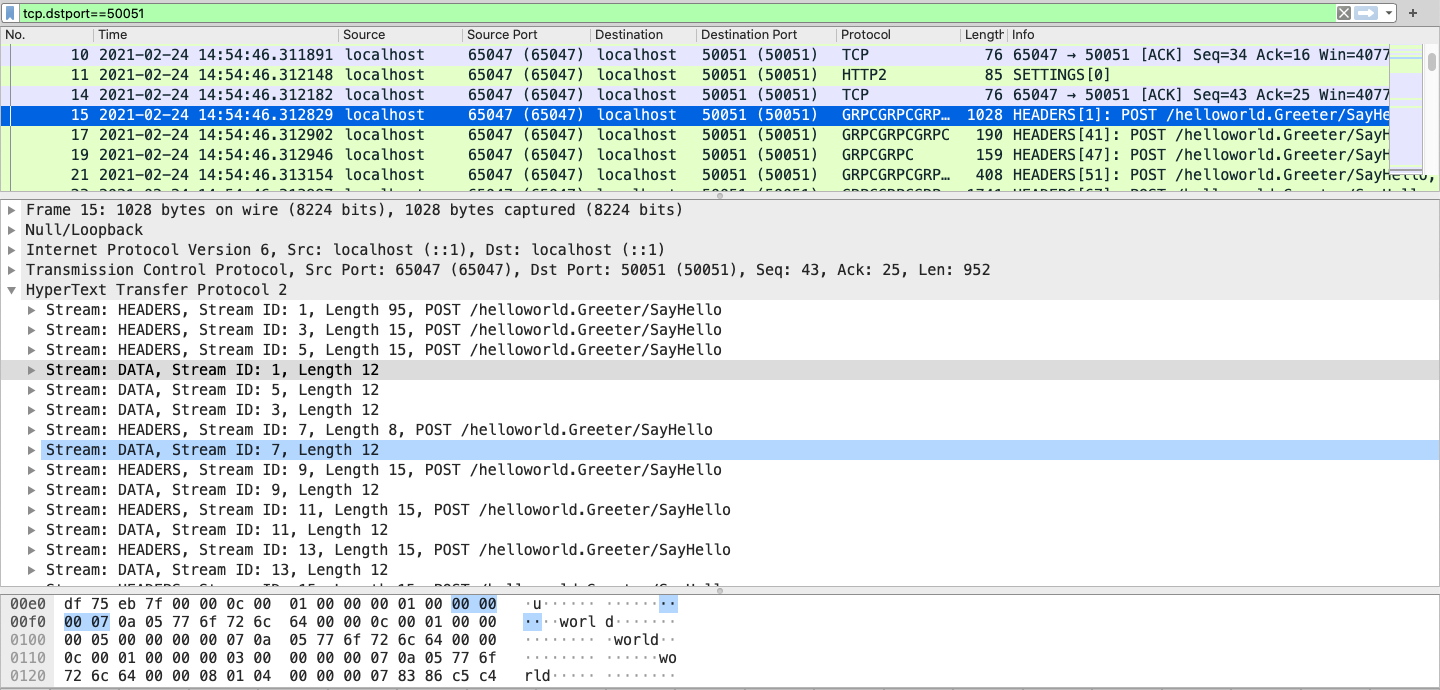 tcp.dstport==50051
No. Time Source Source Port Destination Destination Port Protocol Length Info
10 2021-02-24 14:54:46.311891 localhost 65047 (65047) localhost 50051 (50051) TCP 76 65047 → 50051 [ACK] Seq=34 Ack=16 Win=4077
11 2021-02-24 14:54:46.312148 localhost 65047 (65047) localhost 50051 (50051) HTTP2 85 SETTINGS[0]
14 2021-02-24 14:54:46.312182 localhost 65047 (65047) localhost 50051 (50051) TCP 76 65047 → 50051 [ACK] Seq=43 Ack=25 Win=4077
15 2021-02-24 14:54:46.312829 localhost 65047 (65047) localhost 50051 (50051) GRPCGRPCGRP… 1028 HEADERS[1]: POST /helloworld.Greeter/SayHe
17 2021-02-24 14:54:46.312902 localhost 65047 (65047) localhost 50051 (50051) GRPCGRPCGRPC 190 HEADERS[41]: POST /helloworld.Greeter/SayH
19 2021-02-24 14:54:46.312946 localhost 65047 (65047) localhost 50051 (50051) GRPCGRPC 159 HEADERS[47]: POST /helloworld.Greeter/SayH
21 2021-02-24 14:54:46.313154 localhost 65047 (65047) localhost 50051 (50051) GRPCGRPCGRP… 408 HEADERS[51]: POST /helloworld.Greeter/SayHello,
Frame 15: 1028 bytes on wire (8224 bits), 1028 bytes captured (8224 bits)
Null/Loopback
Internet Protocol Version 6, Src: localhost (::1), Dst: localhost (::1)
Transmission Control Protocol, Src Port: 65047 (65047), Dst Port: 50051 (50051), Seq: 43, Ack: 25, Len: 952
HyperText Transfer Protocol 2
Stream: HEADERS, Stream ID: 1, Length 95, POST /helloworld.Greeter/SayHello
Stream: HEADERS, Stream ID: 3, Length 15, POST /helloworld.Greeter/SayHello
Stream: HEADERS, Stream ID: 5, Length 15, POST /helloworld.Greeter/SayHello
Stream: DATA, Stream ID: 1, Length 12
Stream: DATA, Stream ID: 5, Length 12
Stream: DATA, Stream ID: 3, Length 12
Stream: HEADERS, Stream ID: 7, Length 8, POST /helloworld.Greeter/SayHello
Stream: DATA, Stream ID: 7, Length 12
Stream: HEADERS, Stream ID: 9, Length 15, POST /helloworld.Greeter/SayHello
Stream: DATA, Stream ID: 9, Length 12
Stream: HEADERS, Stream ID: 11, Length 15, POST /helloworld.Greeter/SayHello
Stream: DATA, Stream ID: 11, Length 12
Stream: HEADERS, Stream ID: 13, Length 15, POST /helloworld.Greeter/SayHello
Stream: DATA, Stream ID: 13, Length 12
00e0 df 75 eb 7f 00 00 0c 00 01 00 00 00 01 00 00 00 ·u······ ········
00f0 00 07 0a 05 77 6f 72 6c 64 00 00 0c 00 01 00 00 ····worl d·······
0100 00 05 00 00 00 00 07 0a 05 77 6f 72 6c 64 00 00 ········ ·world··
0110 0c 00 01 00 00 00 03 00 00 00 00 07 0a 05 77 6f ········ ······wo
0120 72 6c 64 00 00 08 01 04 00 00 00 07 83 86 c5 c4 rld····· ········